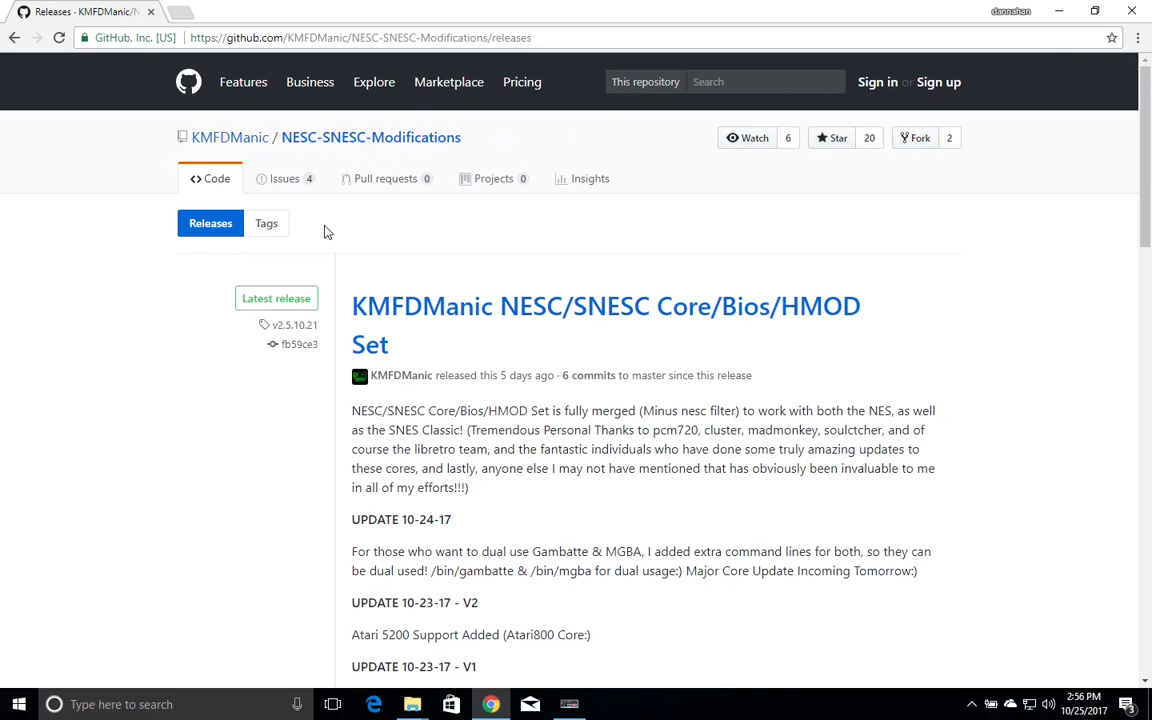 Releases · KMFDManic/N
dannahan
GitHub, Inc. [US]
https://github.com/KMFDManic/NESC-SNESC-Modifications/releases
Features
Business
Explore
Marketplace
Pricing
This repository
Search
Sign in or Sign up
KMFDManic / NESC-SNESC-Modifications
Watch 6
Star 20
Fork 2
Code
Issues 4
Pull requests 0
Projects 0
Insights
Releases
Tags
Latest release
v2.5.10.21
fb59ce3
KMFDManic NESC/SNESC Core/Bios/HMOD
Set
KMFDManic released this 5 days ago · 6 commits to master since this release
NESC/SNESC Core/Bios/HMOD Set is fully merged (Minus nesc filter) to work with both the NES, as well
as the SNES Classic! (Tremendous Personal Thanks to pcm720, cluster, madmonkey, soulctcher, and of
course the libretro team, and the fantastic individuals who have done some truly amazing updates to
these cores, and lastly, anyone else I may not have mentioned that has obviously been invaluable to me
in all of my efforts!!!)
UPDATE 10-24-17
For those who want to dual use Gambatte & MGBA, I added extra command lines for both, so they can
be dual used! /bin/gambatte & /bin/mgba for dual usage:) Major Core Update Incoming Tomorrow:)
UPDATE 10-23-17 - V2
Atari 5200 Support Added (Atari800 Core:)
UPDATE 10-23-17 - V1
Type here to search
2:56 PM
10/25/2017
3